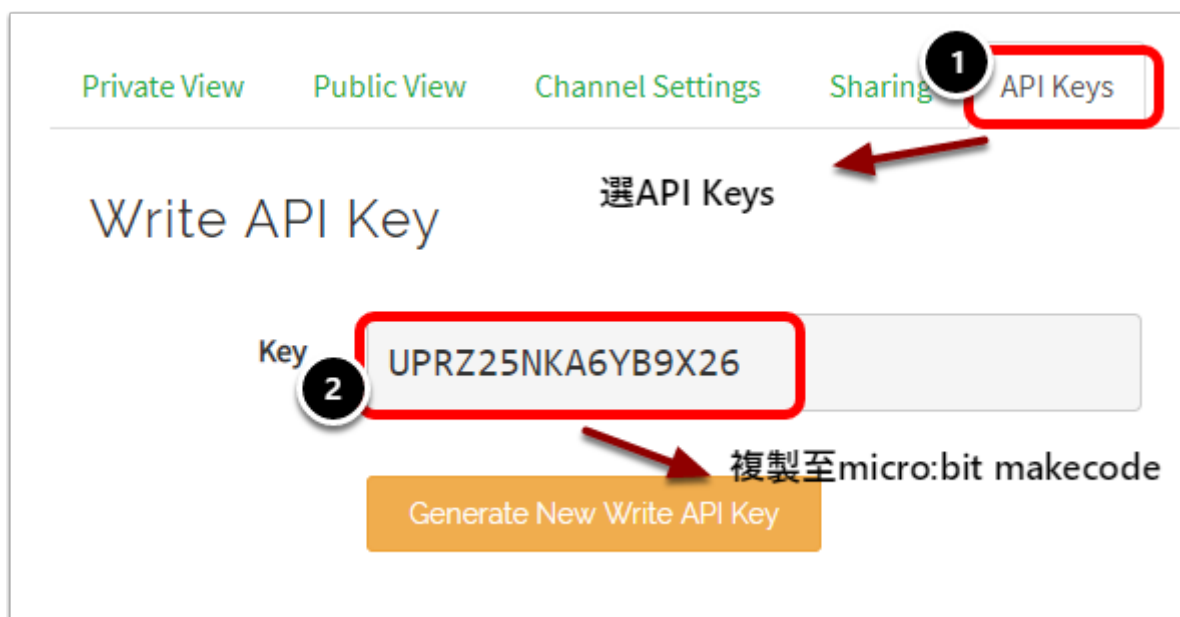 Private View Public View Channel Settings Sharing 1 API Keys
選API Keys
Write API Key
Key 2 UPRZ25NKA6YB9X26
複製至micro:bit makecode
Generate New Write API Key